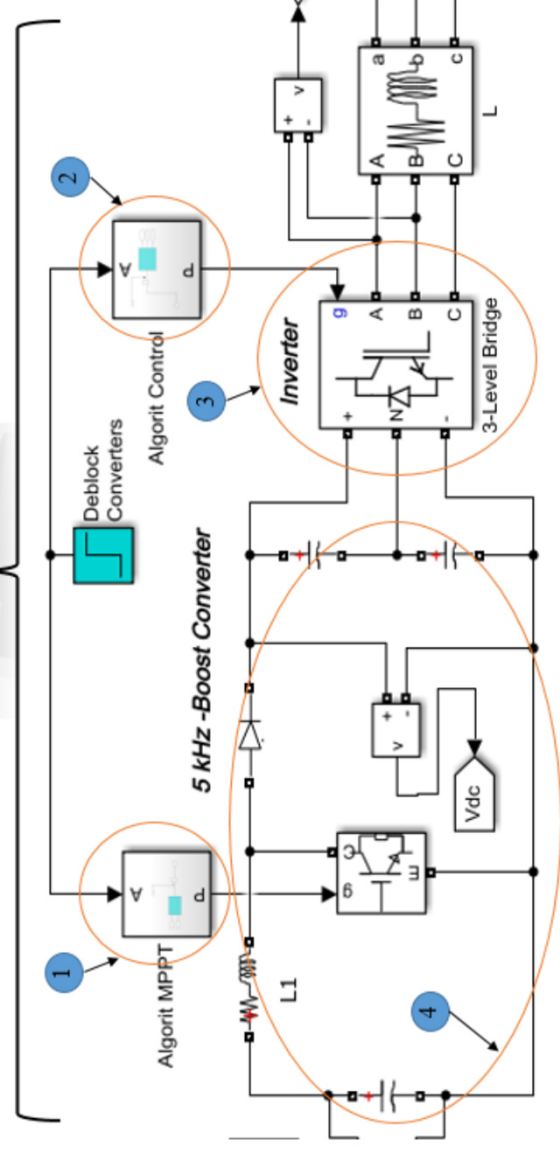 1
2
Deblock
Converters
A
P
Algorit MPPT
A
P
Algorit Control
3
5 kHz -Boost Converter
Inverter
L1
+
-
v
g
C
E
+
-
v
Vdc
+
N
-
g
A
B
C
3-Level Bridge
A
B
C
a
b
c
L
4